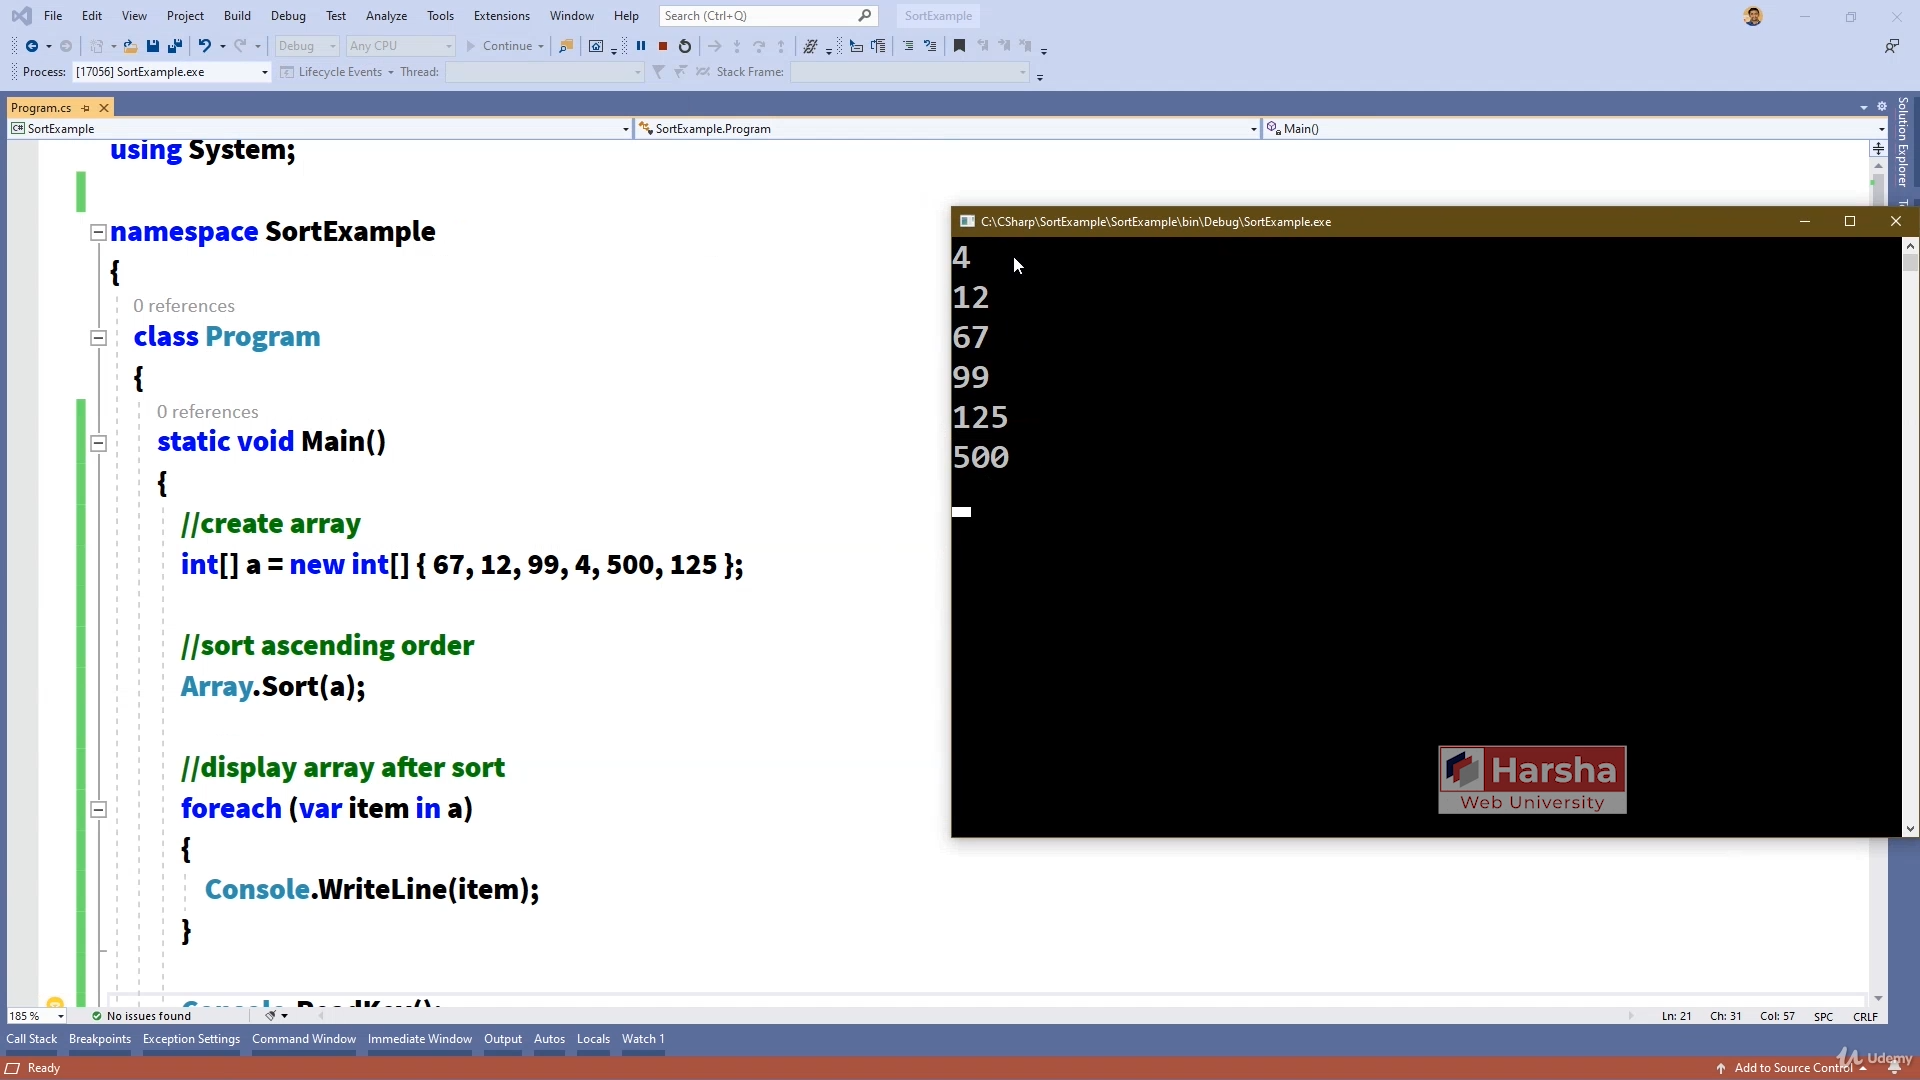 File Edit View Project Build Debug Test Analyze Tools Extensions Window Help Search (Ctrl+Q) SortExample
Debug Any CPU Continue
Process: [17056] SortExample.exe Lifecycle Events Thread: Stack Frame:
Program.cs
SortExample SortExample.Program Main()
Solution Explorer
using System;
namespace SortExample
{
0 references
class Program
{
0 references
static void Main()
{
//create array
int[] a = new int[] { 67, 12, 99, 4, 500, 125 };
//sort ascending order
Array.Sort(a);
//display array after sort
foreach (var item in a)
{
Console.WriteLine(item);
}
Console.ReadKey();
C:\CSharp\SortExample\SortExample\bin\Debug\SortExample.exe
4
12
67
99
125
500
Harsha
Web University
185 % No issues found Ln: 21 Ch: 31 Col: 57 SPC CRLF
Call Stack Breakpoints Exception Settings Command Window Immediate Window Output Autos Locals Watch 1
Ready Add to Source Control
Udemy